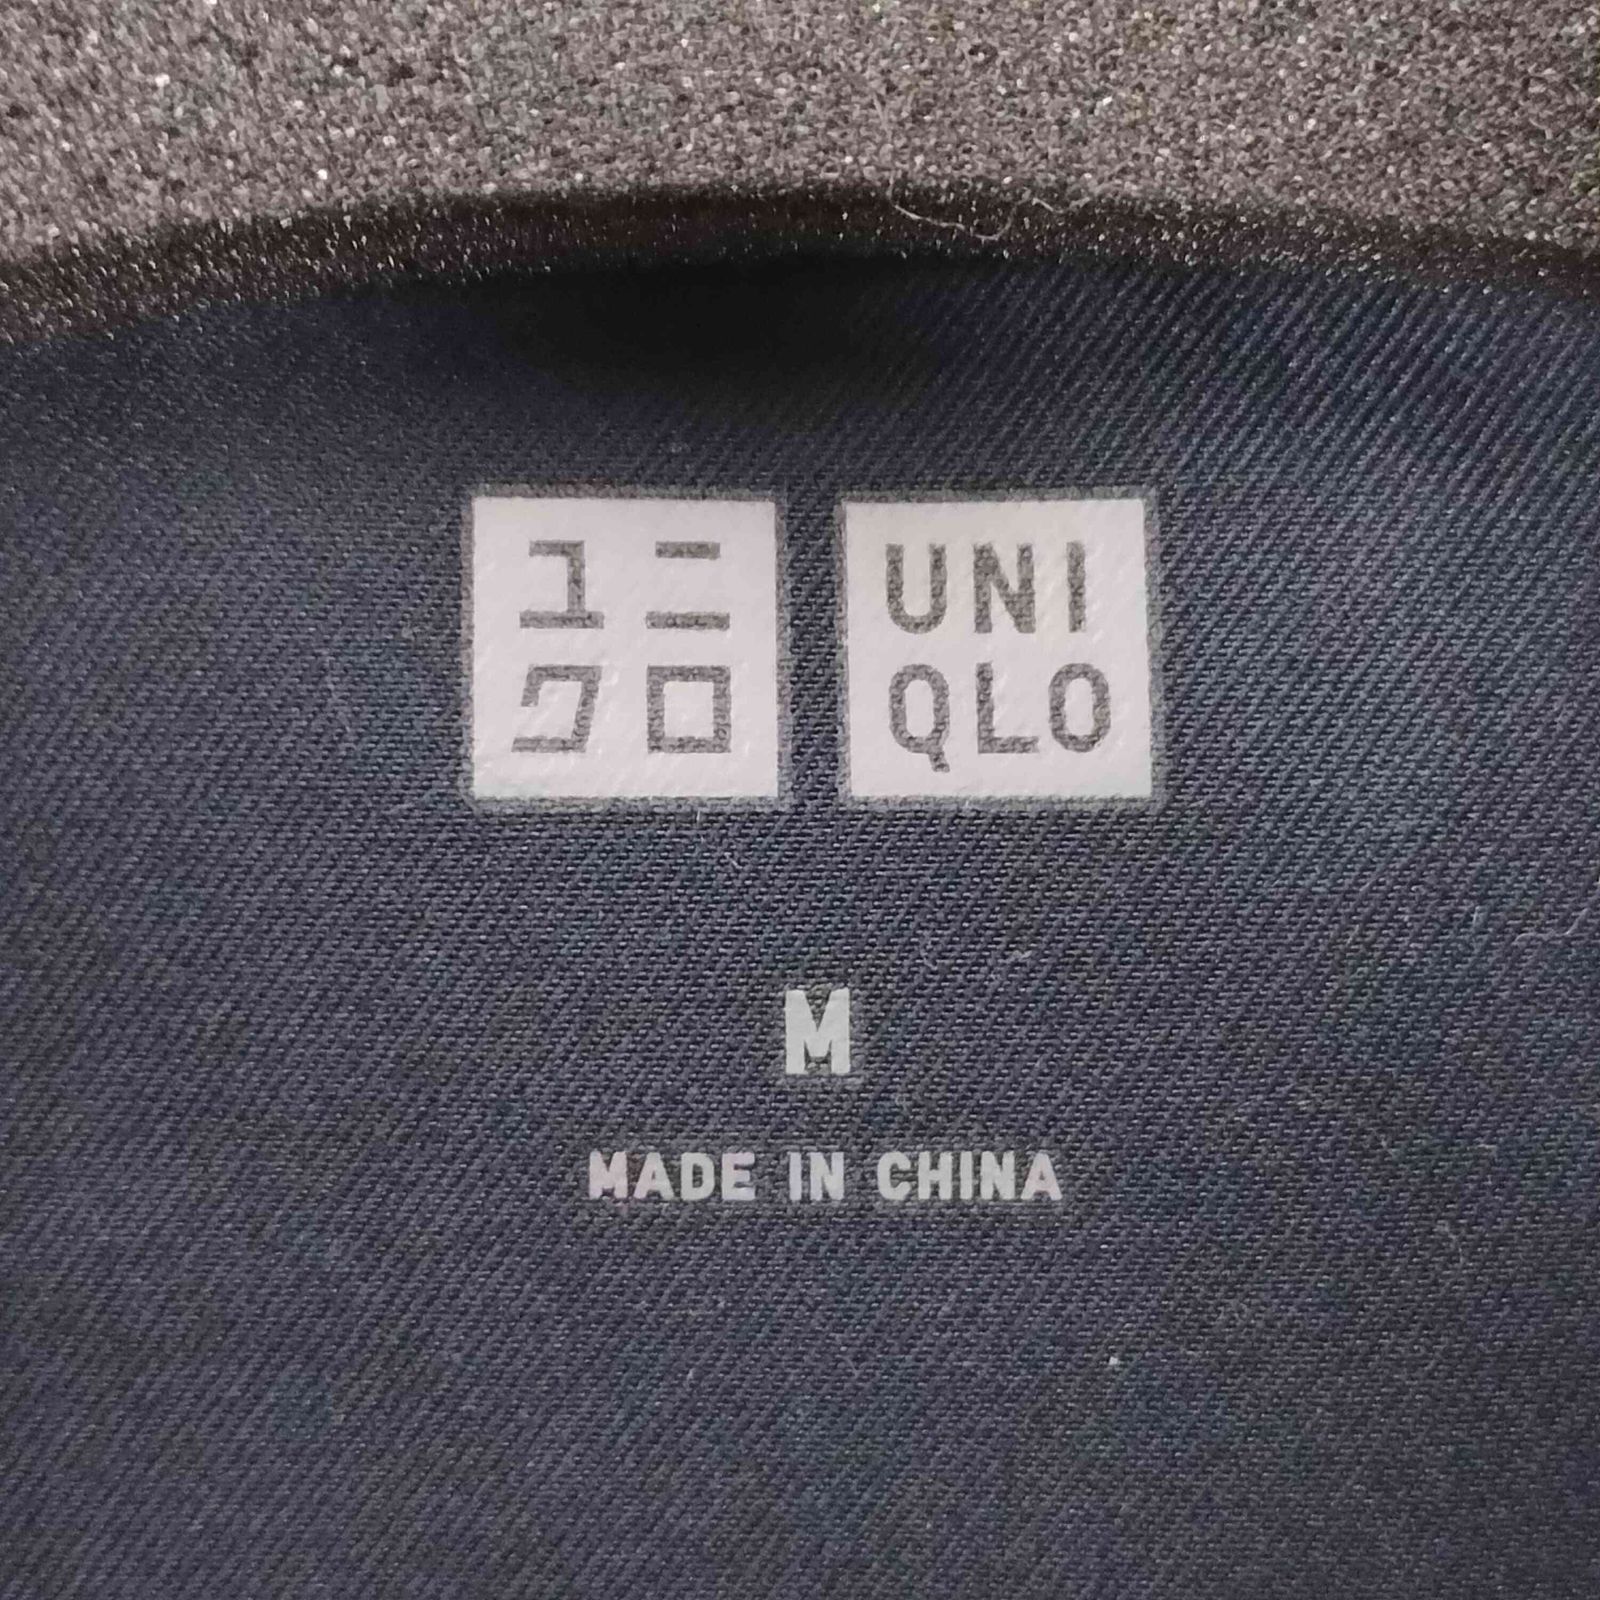 ユニ
クロ
UNI
QLO
M
MADE IN CHINA